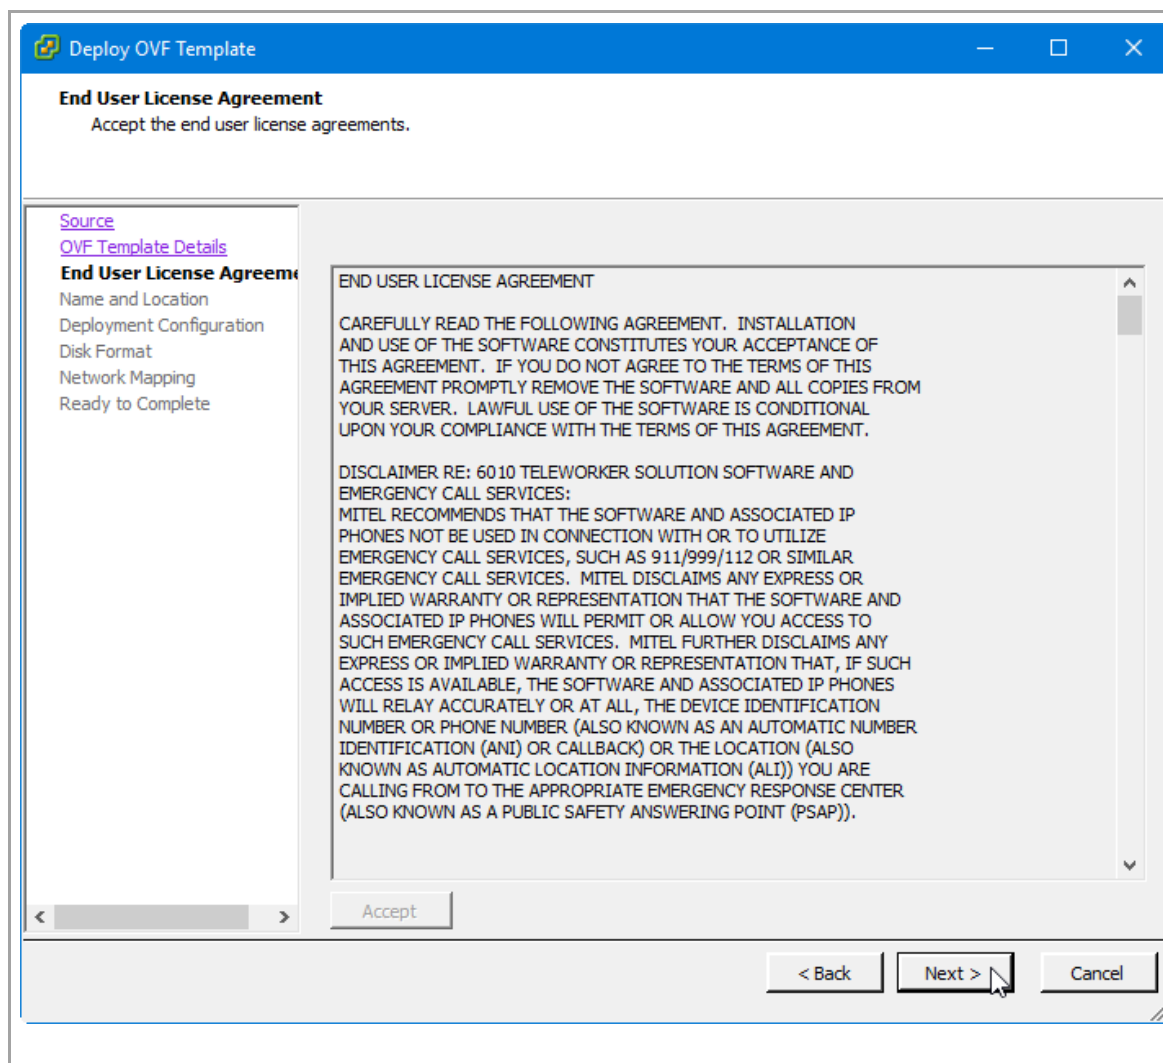 Deploy OVF Template
End User License Agreement
Accept the end user license agreements.
Source
OVF Template Details
End User License Agreeme
Name and Location
Deployment Configuration
Disk Format
Network Mapping
Ready to Complete
END USER LICENSE AGREEMENT
CAREFULLY READ THE FOLLOWING AGREEMENT.  INSTALLATION
AND USE OF THE SOFTWARE CONSTITUTES YOUR ACCEPTANCE OF
THIS AGREEMENT.  IF YOU DO NOT AGREE TO THE TERMS OF THIS
AGREEMENT PROMPTLY REMOVE THE SOFTWARE AND ALL COPIES FROM
YOUR SERVER.  LAWFUL USE OF THE SOFTWARE IS CONDITIONAL
UPON YOUR COMPLIANCE WITH THE TERMS OF THIS AGREEMENT.
DISCLAIMER RE: 6010 TELEWORKER SOLUTION SOFTWARE AND
EMERGENCY CALL SERVICES:
MITEL RECOMMENDS THAT THE SOFTWARE AND ASSOCIATED IP
PHONES NOT BE USED IN CONNECTION WITH OR TO UTILIZE
EMERGENCY CALL SERVICES, SUCH AS 911/999/112 OR SIMILAR
EMERGENCY CALL SERVICES.  MITEL DISCLAIMS ANY EXPRESS OR
IMPLIED WARRANTY OR REPRESENTATION THAT THE SOFTWARE AND
ASSOCIATED IP PHONES WILL PERMIT OR ALLOW YOU ACCESS TO
SUCH EMERGENCY CALL SERVICES.  MITEL FURTHER DISCLAIMS ANY
EXPRESS OR IMPLIED WARRANTY OR REPRESENTATION THAT, IF SUCH
ACCESS IS AVAILABLE, THE SOFTWARE AND ASSOCIATED IP PHONES
WILL RELAY ACCURATELY OR AT ALL, THE DEVICE IDENTIFICATION
NUMBER OR PHONE NUMBER (ALSO KNOWN AS AN AUTOMATIC NUMBER
IDENTIFICATION (ANI) OR CALLBACK) OR THE LOCATION (ALSO
KNOWN AS AUTOMATIC LOCATION INFORMATION (ALI)) YOU ARE
CALLING FROM TO THE APPROPRIATE EMERGENCY RESPONSE CENTER
(ALSO KNOWN AS A PUBLIC SAFETY ANSWERING POINT (PSAP)).
Accept
< Back
Next >
Cancel